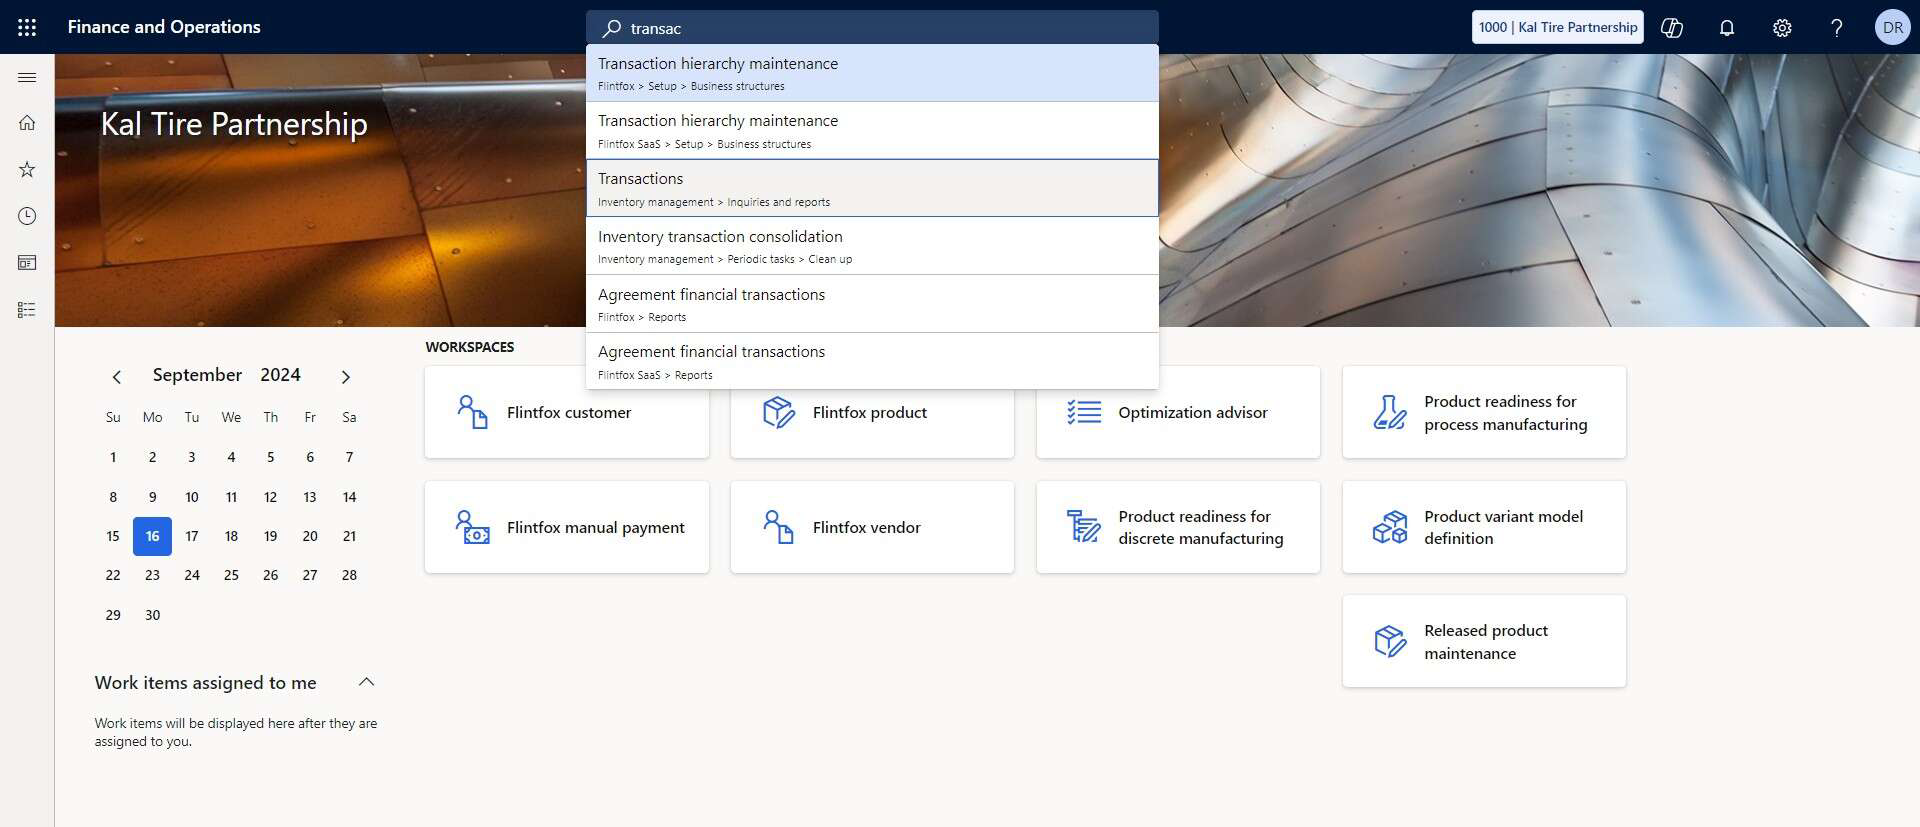 Finance and Operations
transac
1000 | Kal Tire Partnership
DR
Kal Tire Partnership
Transaction hierarchy maintenance
Flintfox > Setup > Business structures
Transaction hierarchy maintenance
Flintfox SaaS > Setup > Business structures
Transactions
Inventory management > Inquiries and reports
Inventory transaction consolidation
Inventory management > Periodic tasks > Clean up
Agreement financial transactions
Flintfox > Reports
Agreement financial transactions
Flintfox SaaS > Reports
September 2024
Su Mo Tu We Th Fr Sa
1 2 3 4 5 6 7
8 9 10 11 12 13 14
15 16 17 18 19 20 21
22 23 24 25 26 27 28
29 30
Work items assigned to me
Work items will be displayed here after they are
assigned to you.
WORKSPACES
Flintfox customer
Flintfox product
Optimization advisor
Product readiness for
process manufacturing
Flintfox manual payment
Flintfox vendor
Product readiness for
discrete manufacturing
Product variant model
definition
Released product
maintenance